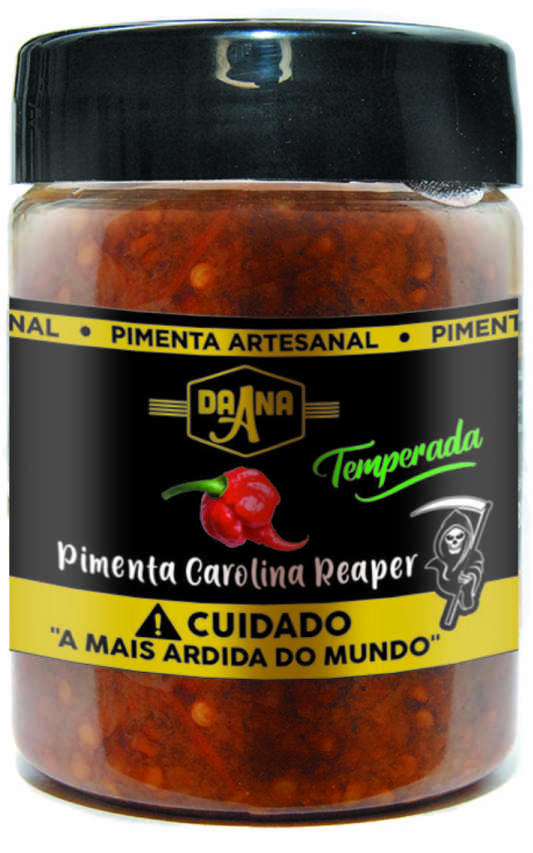 NAL • PIMENTA ARTESANAL • PIMENT
DAANA
Temperada
Pimenta Carolina Reaper
CUIDADO
"A MAIS ARDIDA DO MUNDO"